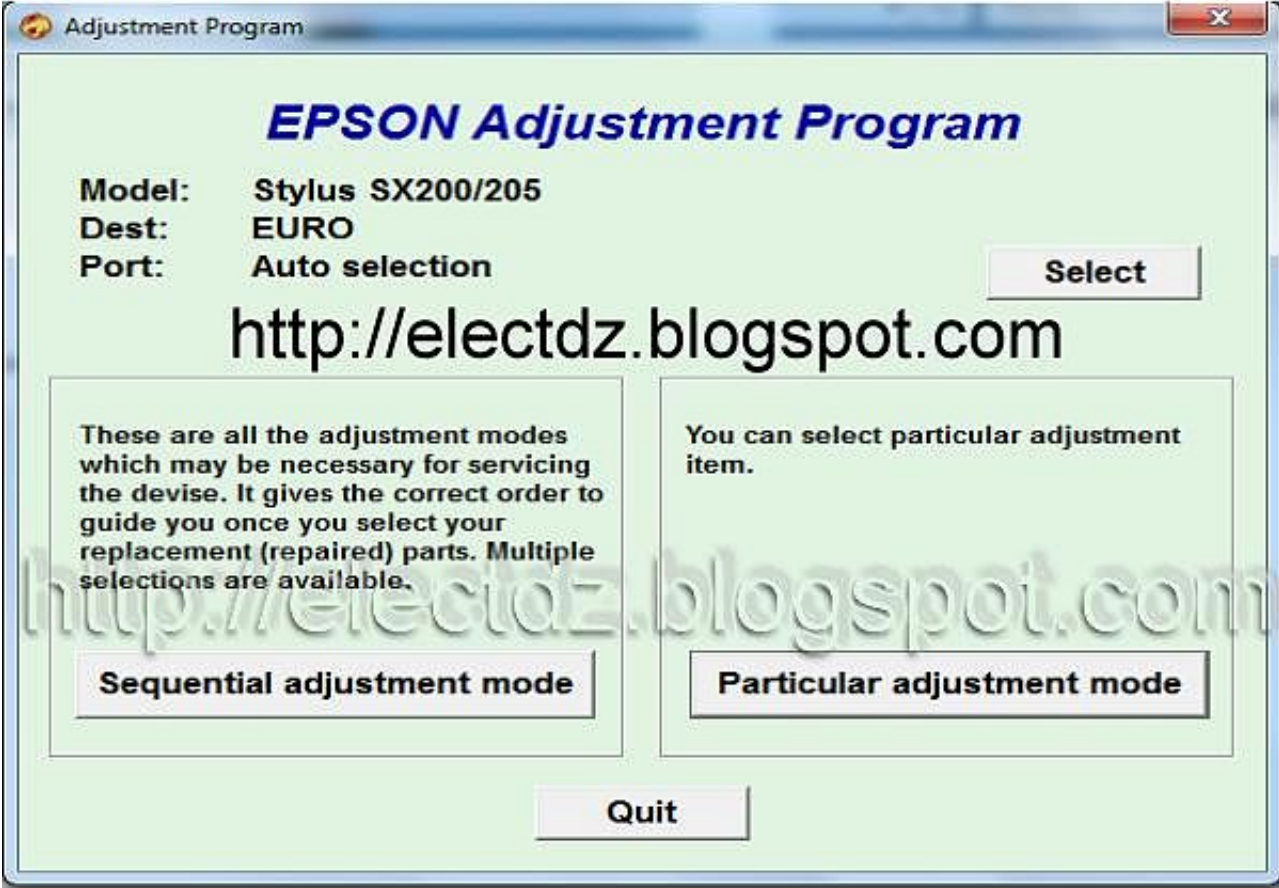 Adjustment Program
EPSON Adjustment Program
Model: Stylus SX200/205
Dest: EURO
Port: Auto selection
Select
http://electdz.blogspot.com
These are all the adjustment modes
which may be necessary for servicing
the devise. It gives the correct order to
guide you once you select your
replacement (repaired) parts. Multiple
selections are available.
You can select particular adjustment
item.
http://electdz.blogspot.com
Sequential adjustment mode
Particular adjustment mode
Quit